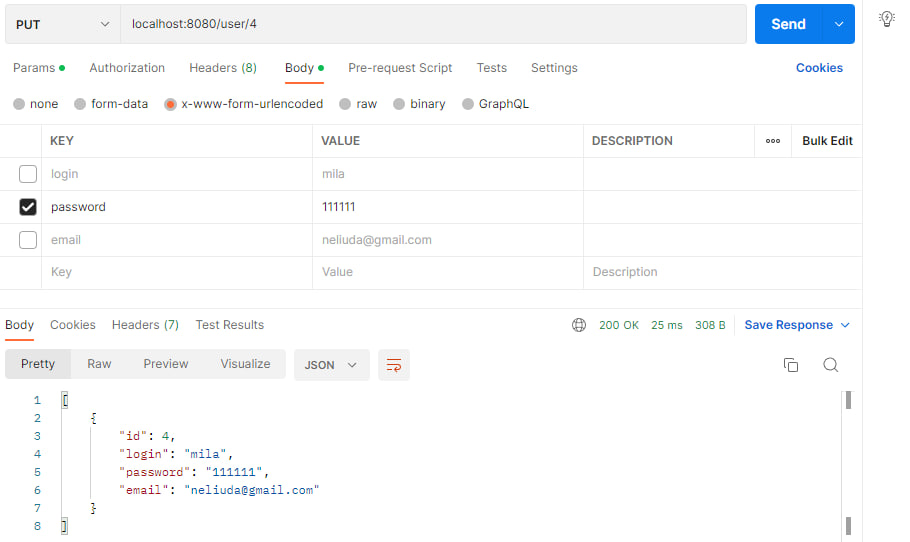 PUT localhost:8080/user/4 Send
Params Authorization Headers (8) Body Pre-request Script Tests Settings Cookies
none form-data x-www-form-urlencoded raw binary GraphQL
KEY VALUE DESCRIPTION ooo Bulk Edit
login mila
password 111111
email neliuda@gmail.com
Key Value Description
Body Cookies Headers (7) Test Results 200 OK 25 ms 308 B Save Response
Pretty Raw Preview Visualize JSON
1 [
2 {
3 "id": 4,
4 "login": "mila",
5 "password": "111111",
6 "email": "neliuda@gmail.com"
7 }
8 ]